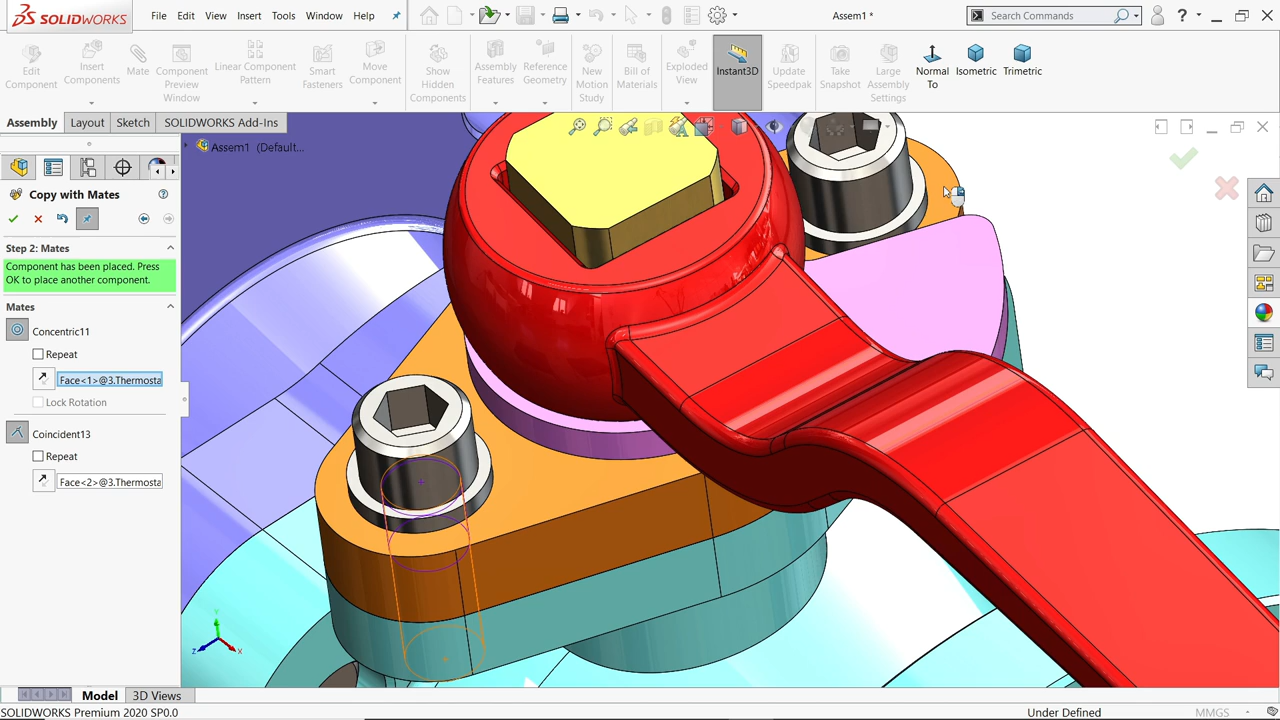 SOLIDWORKS
File Edit View Insert Tools Window Help
Assem1 *
Search Commands
?
Edit Component
Insert Components
Mate
Component Preview Window
Linear Component Pattern
Smart Fasteners
Move Component
Show Hidden Components
Assembly Features
Reference Geometry
New Motion Study
Bill of Materials
Exploded View
Instant3D
Update Speedpak
Take Snapshot
Large Assembly Settings
Normal To
Isometric
Trimetric
Assembly Layout Sketch SOLIDWORKS Add-Ins
Assem1 (Default...
Copy with Mates
Step 2: Mates
Component has been placed. Press
OK to place another component.
Mates
Concentric11
Repeat
Face<1>@3.Thermosta
Lock Rotation
Coincident13
Repeat
Face<2>@3.Thermosta
Y
Z
X
Model 3D Views
SOLIDWORKS Premium 2020 SP0.0
Under Defined
MMGS